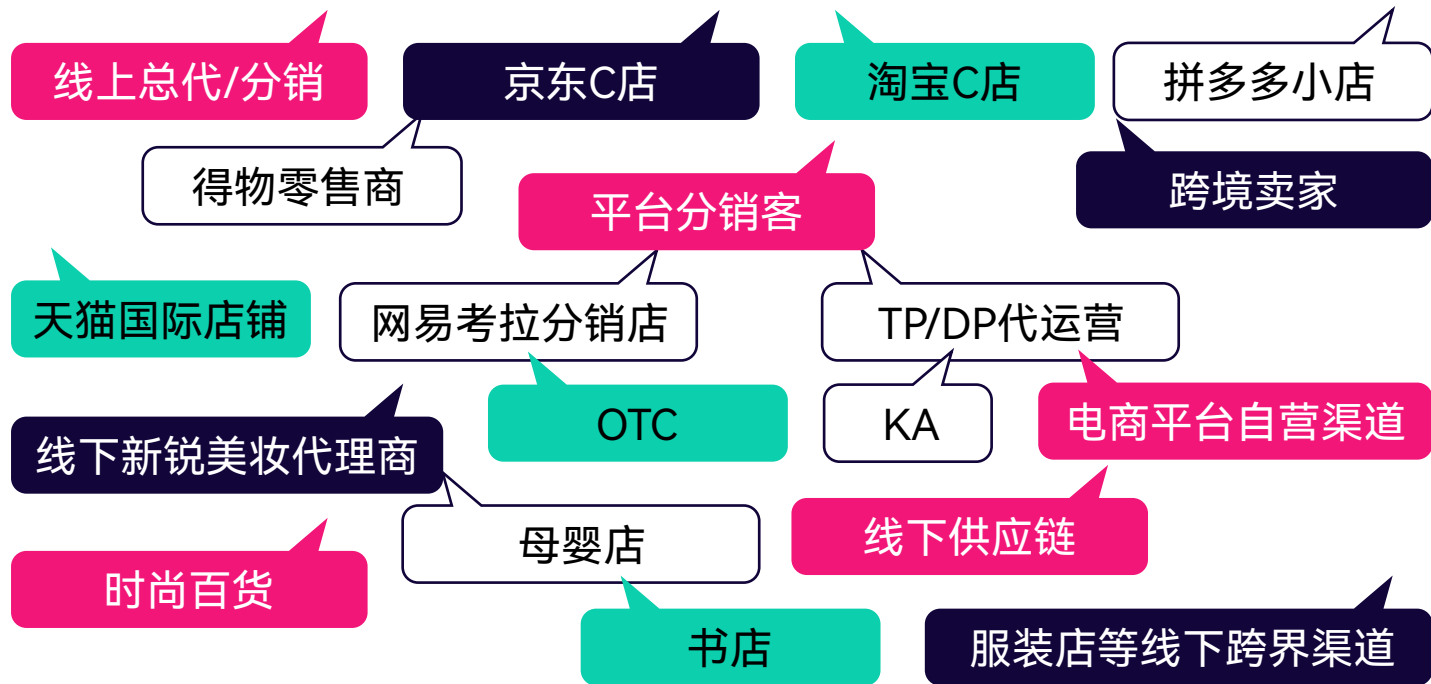 线上总代/分销
京东C店
淘宝C店
拼多多小店
得物零售商
平台分销客
跨境卖家
天猫国际店铺
网易考拉分销店
TP/DP代运营
OTC
KA
电商平台自营渠道
线下新锐美妆代理商
母婴店
线下供应链
时尚百货
书店
服装店等线下跨界渠道